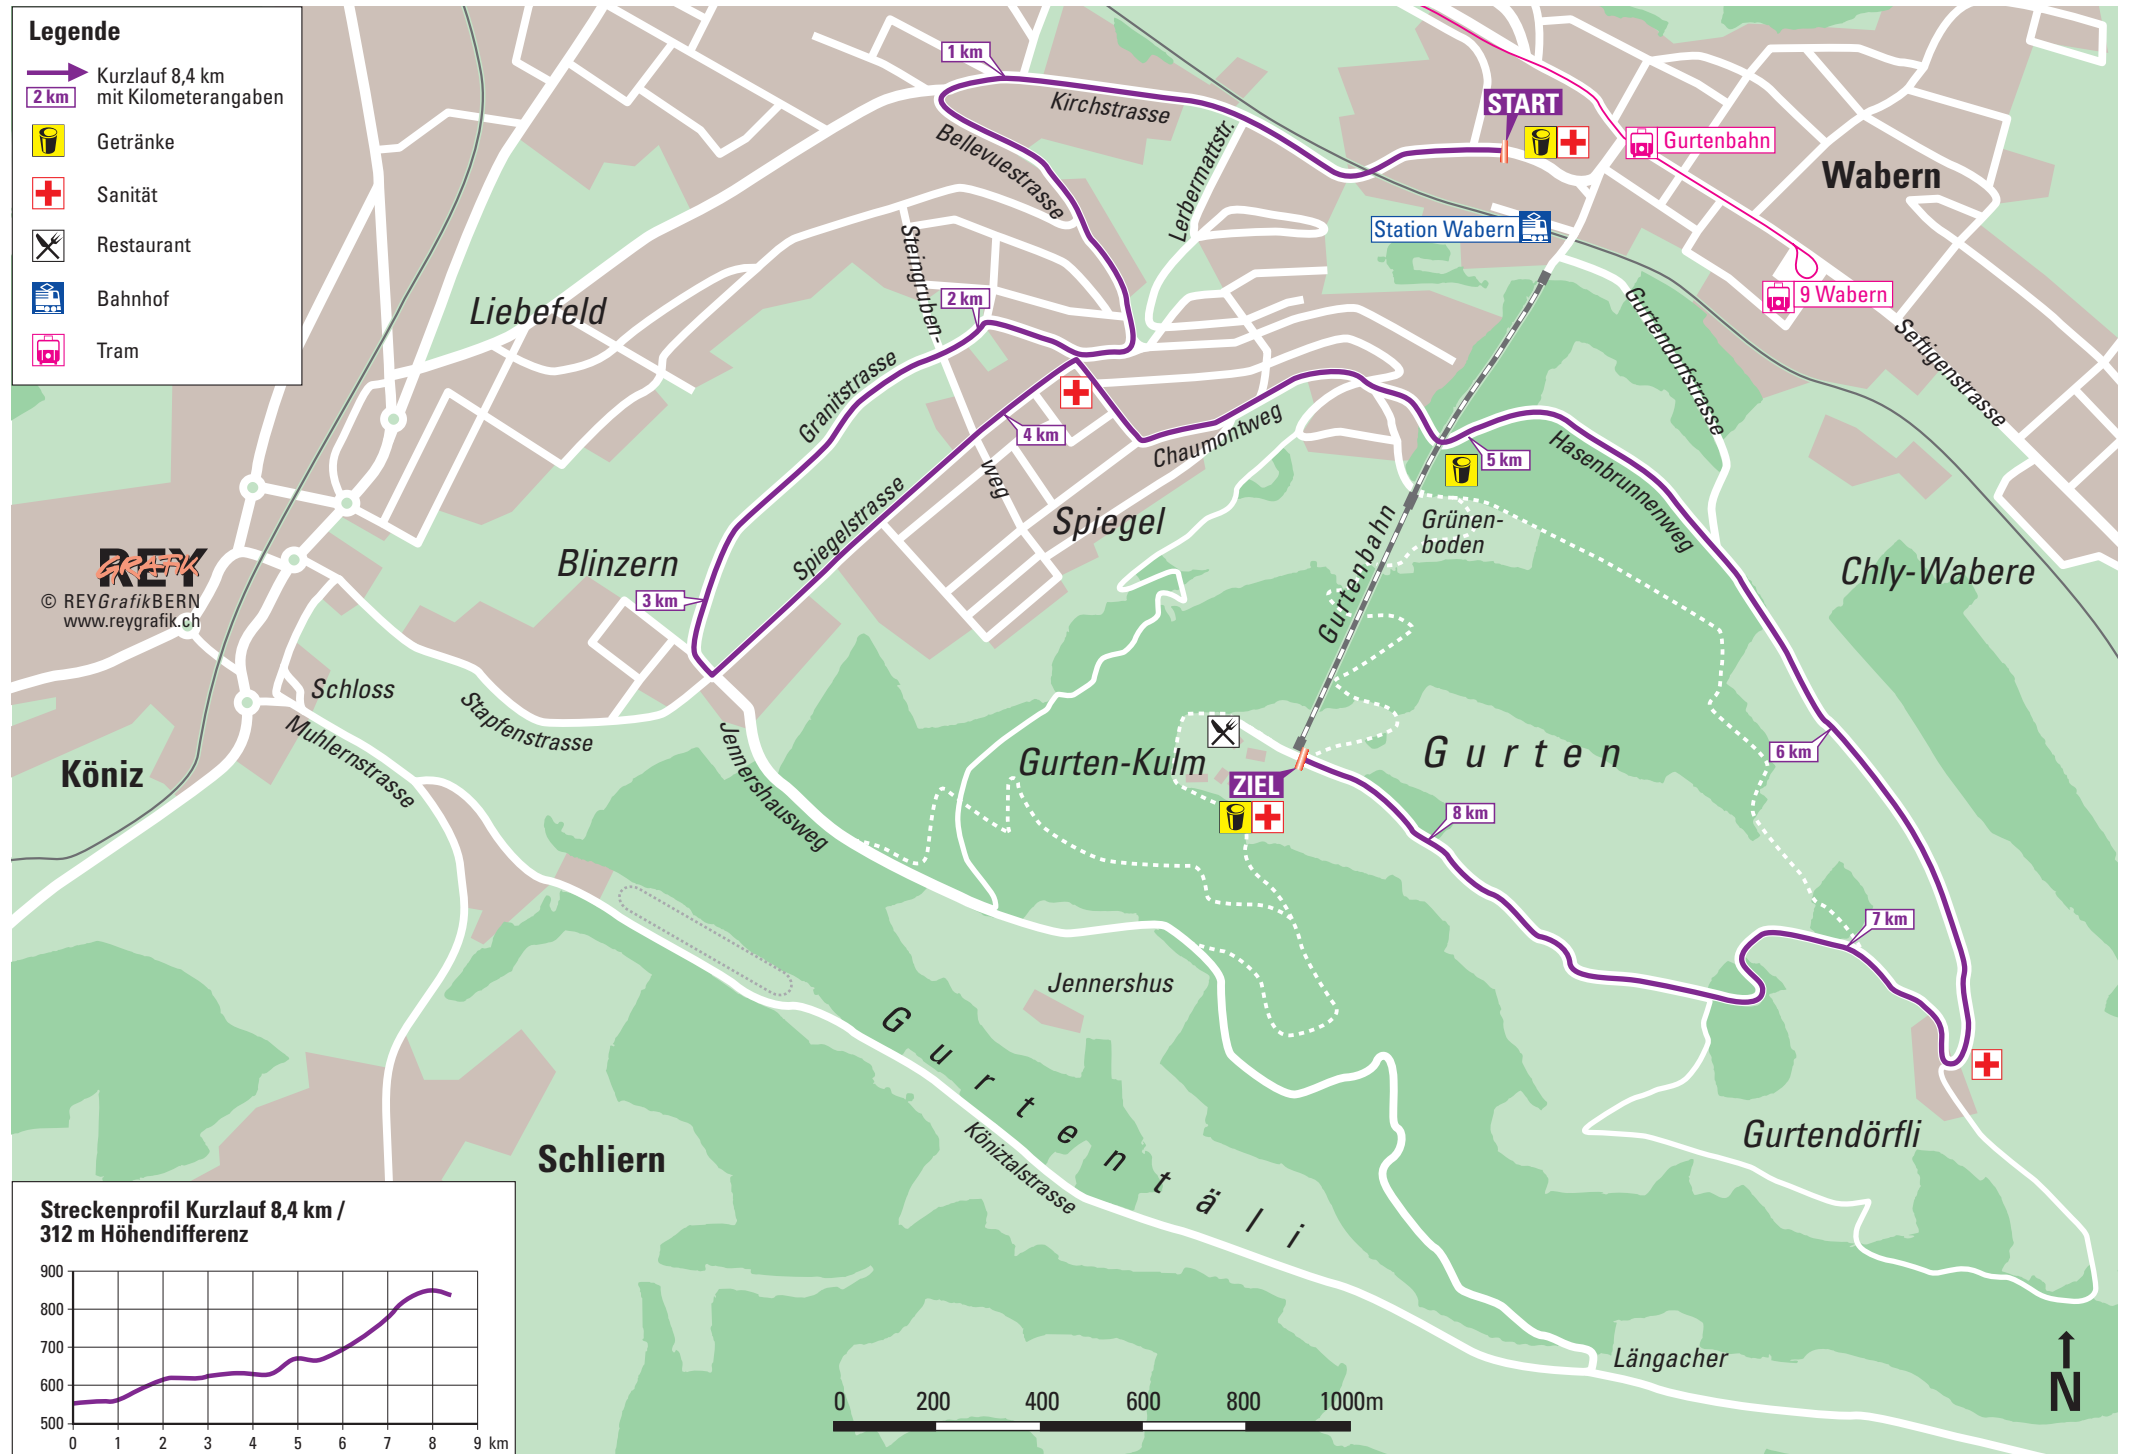 Legende
Kurzlauf 8,4 km
2 km
mit Kilometerangaben
Getränke
Sanität
Restaurant
Bahnhof
Tram
1 km
Kirchstrasse
START
Gurtenbahn
Wabern
Bellevuestrasse
Lerbermattstr.
Station Wabern
9 Wabern
Liebefeld
Steingruben-
weg
2 km
Gurtendorfstrasse
Seftigenstrasse
Granitstrasse
4 km
Chaumontweg
5 km
Hasenbrunnenweg
Spiegelstrasse
Spiegel
Gurtenbahn
Grünen-
boden
REY
GRAFIK
© REYGrafikBERN
www.reygrafik.ch
Blinzern
3 km
Chly-Wabere
Schloss
Stapfenstrasse
Muhlernstrasse
Jennershausweg
Köniz
Gurten-Kulm
Gurten
6 km
ZIEL
8 km
7 km
Jennershus
Gurtentäli
Gurtendörfli
Köniztalstrasse
Schliern
Längacher
N
Streckenprofil Kurzlauf 8,4 km /
312 m Höhendifferenz
900
800
700
600
500
0 1 2 3 4 5 6 7 8 9 km
0 200 400 600 800 1000m